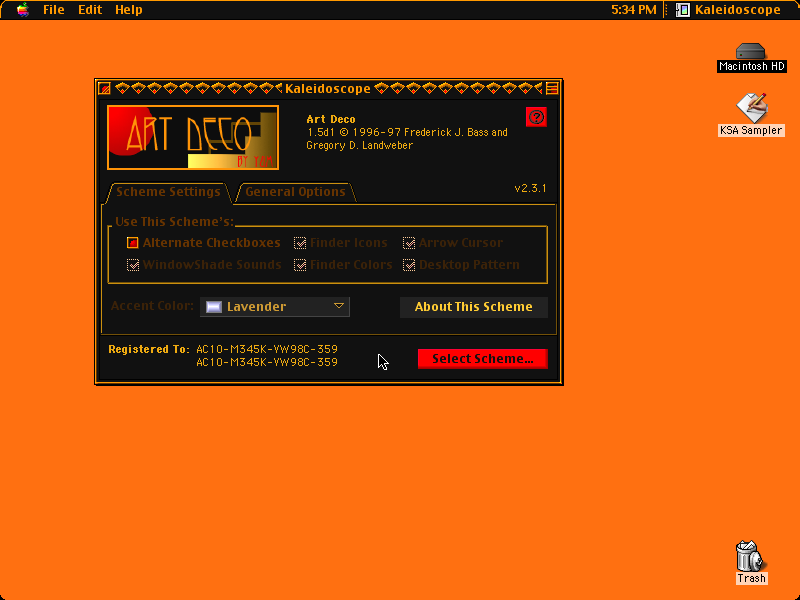 File Edit Help 5:34 PM Kaleidoscope
Macintosh HD
KSA Sampler
Kaleidoscope
ART DECO
BY T&S
Art Deco
1.5d1 © 1996-97 Frederick J. Bass and
Gregory D. Landweber
?
Scheme Settings General Options v2.3.1
Use This Scheme's:
Alternate Checkboxes Finder Icons Arrow Cursor
WindowShade Sounds Finder Colors Desktop Pattern
Accent Color: Lavender About This Scheme
Registered To: AC10-M345K-VW98C-359
AC10-M345K-VW98C-359
Select Scheme...
Trash